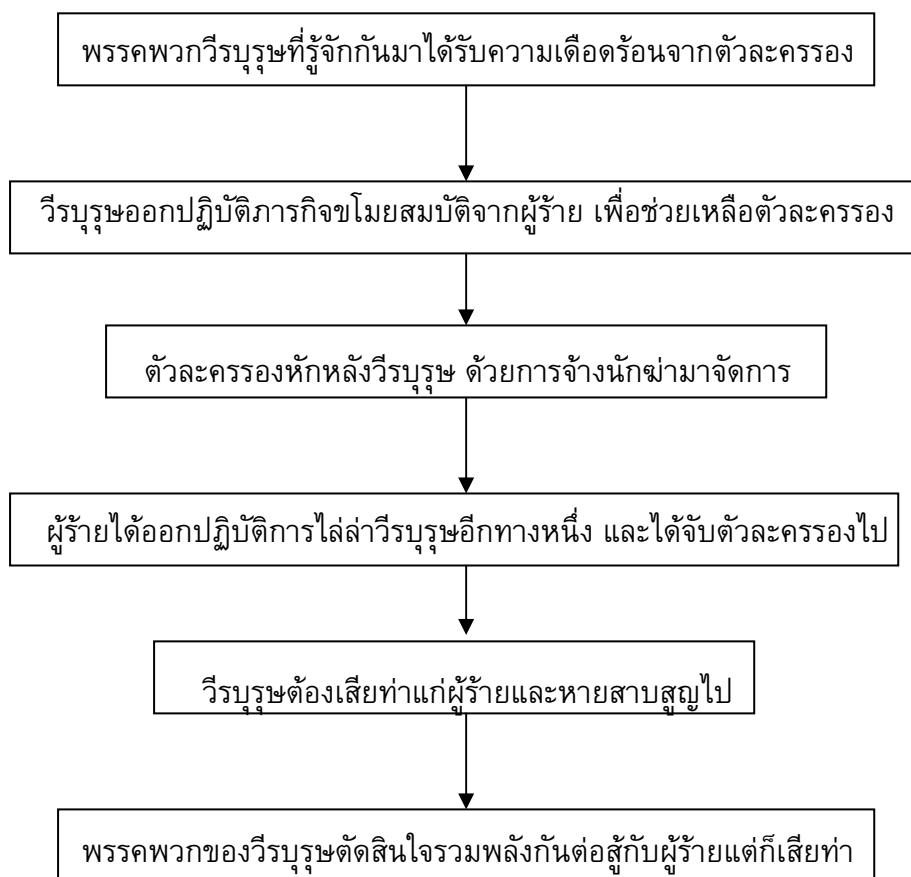 พรรคพวกวีรบุรุษที่รู้จักกันมาได้รับความเดือดร้อนจากตัวละครรอง
วีรบุรุษออกปฏิบัติภารกิจขโมยสมบัติจากผู้ร้าย เพื่อช่วยเหลือตัวละครรอง
ตัวละครรองหักหลังวีรบุรุษ ด้วยการจ้างนักฆ่ามาจัดการ
ผู้ร้ายได้ออกปฏิบัติการไล่ล่าวีรบุรุษอีกทางหนึ่ง และได้จับตัวละครรองไป
วีรบุรุษต้องเสียท่าแก่ผู้ร้ายและหายสาบสูญไป
พรรคพวกของวีรบุรุษตัดสินใจรวมพลังกันต่อสู้กับผู้ร้ายแต่ก็เสียท่า